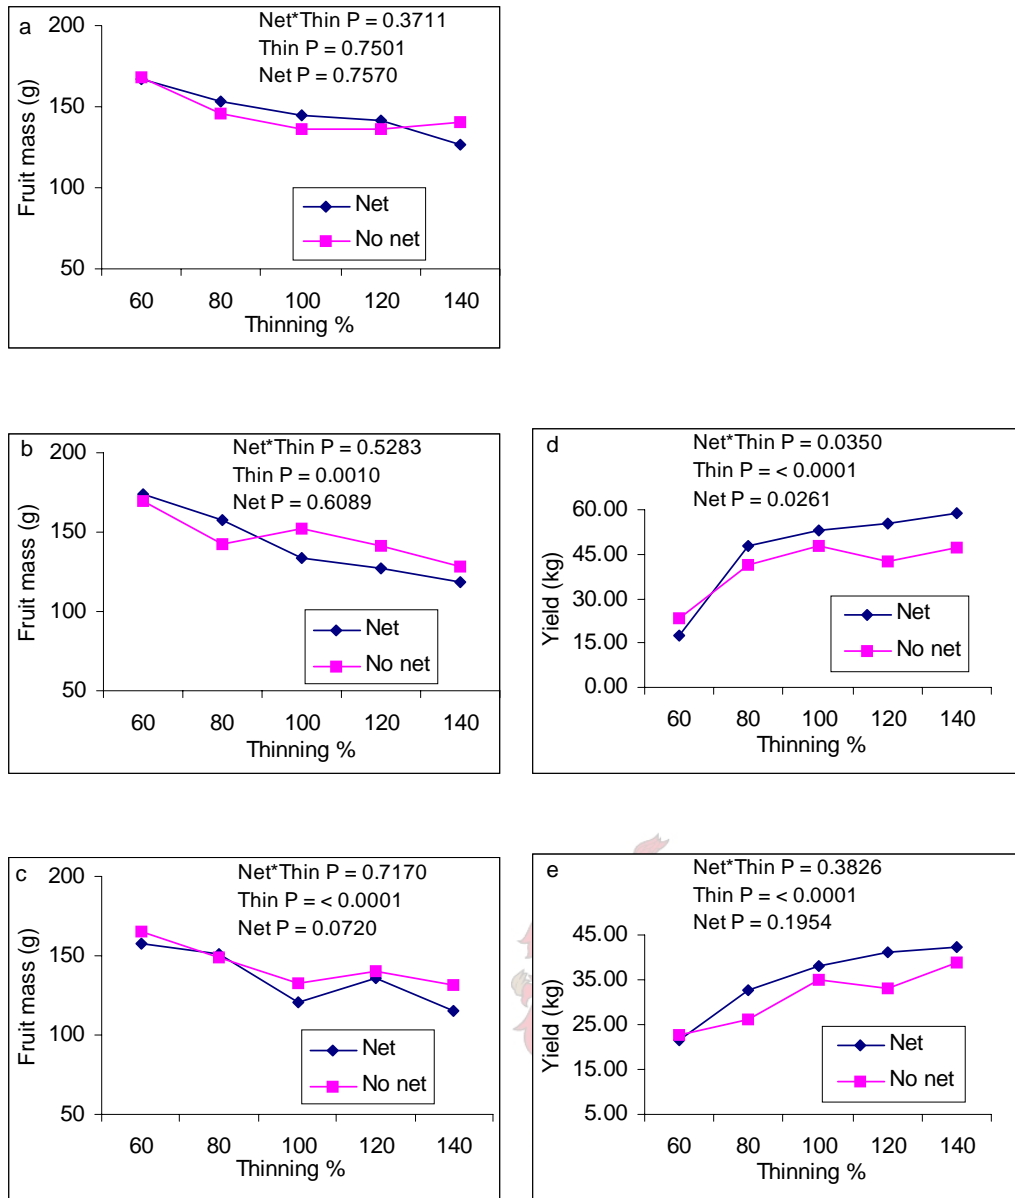 a
200
150
100
50
Fruit mass (g)
Net*Thin P = 0.3711
Thin P = 0.7501
Net P = 0.7570
Net
No net
60 80 100 120 140
Thinning %
b
200
150
100
50
Fruit mass (g)
Net*Thin P = 0.5283
Thin P = 0.0010
Net P = 0.6089
Net
No net
60 80 100 120 140
Thinning %
d
Net*Thin P = 0.0350
Thin P = < 0.0001
Net P = 0.0261
60.00
45.00
30.00
15.00
0.00
Yield (kg)
Net
No net
60 80 100 120 140
Thinning %
c
200
150
100
50
Fruit mass (g)
Net*Thin P = 0.7170
Thin P = < 0.0001
Net P = 0.0720
Net
No net
60 80 100 120 140
Thinning %
e
Net*Thin P = 0.3826
Thin P = < 0.0001
Net P = 0.1954
45.00
35.00
25.00
15.00
5.00
Yield (kg)
Net
No net
60 80 100 120 140
Thinning %